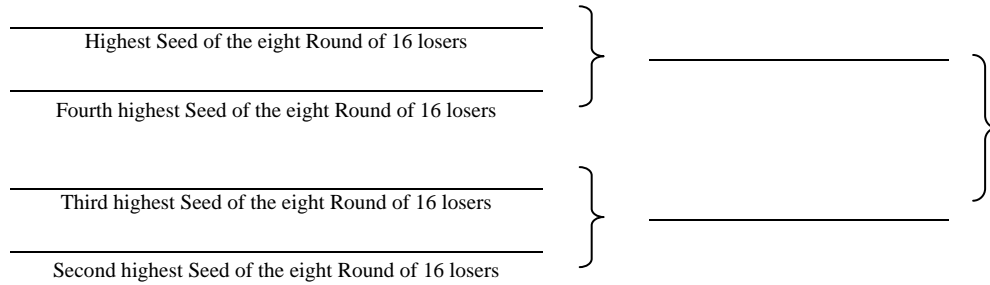 Highest Seed of the eight Round of 16 losers
Fourth highest Seed of the eight Round of 16 losers
Third highest Seed of the eight Round of 16 losers
Second highest Seed of the eight Round of 16 losers